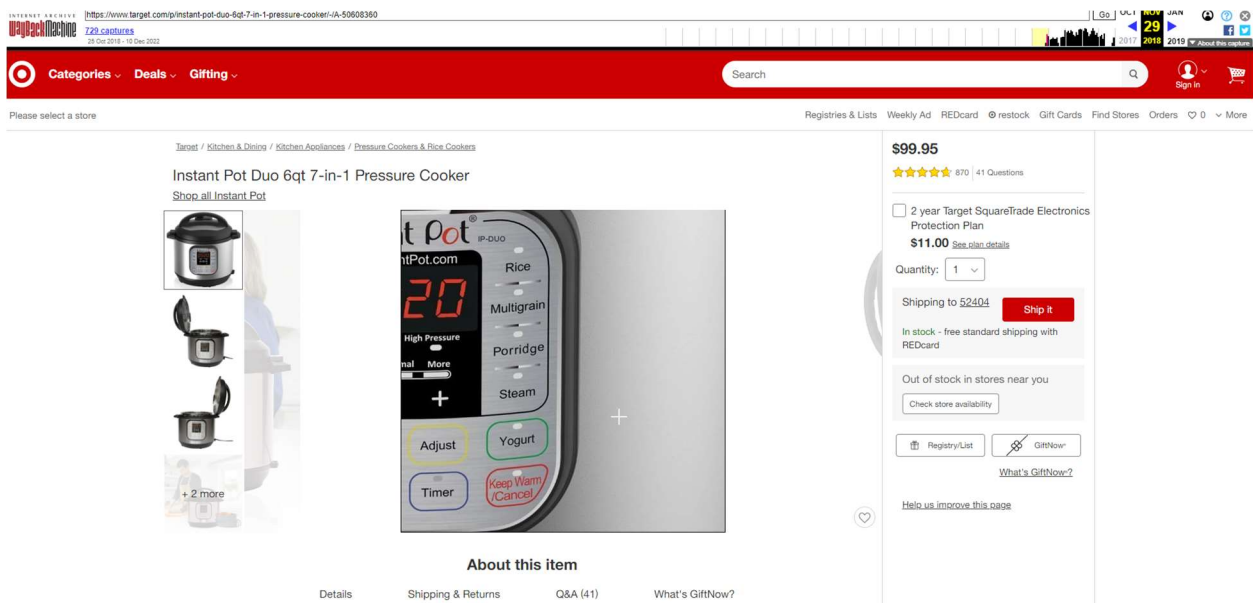 INTERNET ARCHIVE
WayBackMachine
https://www.target.com/p/instant-pot-duo-6qt-7-in-1-pressure-cooker/-/A-50608360
Go
729 captures
28 Oct 2018 - 10 Dec 2022
OCT NOV JAN
29
2017 2018 2019
About this capture
Categories Deals Gifting
Search
Sign In
Please select a store
Registries & Lists Weekly Ad REDcard restock Gift Cards Find Stores Orders 0 More
Target / Kitchen & Dining / Kitchen Appliances / Pressure Cookers & Rice Cookers
Instant Pot Duo 6qt 7-in-1 Pressure Cooker
Shop all Instant Pot
+ 2 more
t Pot® IP-DUO
ntPot.com
Rice
20
Multigrain
High Pressure
Porridge
nal More
+
Steam
Adjust
Yogurt
Timer
Keep Warm
/Cancel
$99.95
870 41 Questions
2 year Target SquareTrade Electronics
Protection Plan
$11.00 See plan details
Quantity: 1
Shipping to 52404
Ship it
In stock - free standard shipping with
REDcard
Out of stock in stores near you
Check store availability
Registry/List
GiftNow
What's GiftNow?
Help us improve this page
About this item
Details Shipping & Returns Q&A (41) What's GiftNow?